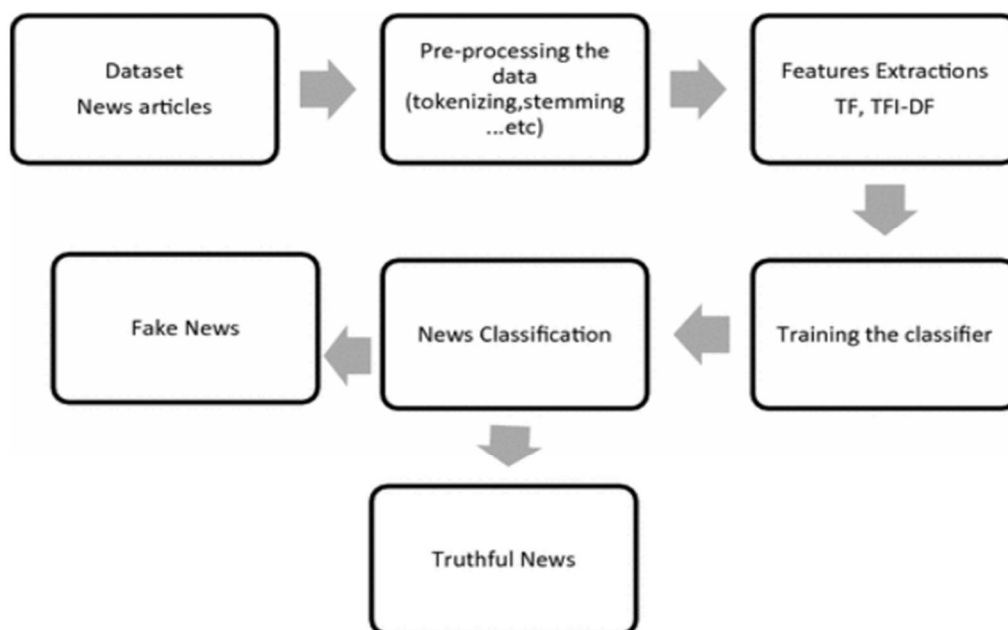 Dataset
News articles
Pre-processing the
data
(tokenizing,stemming
...etc)
Features Extractions
TF, TFI-DF
Fake News
News Classification
Training the classifier
Truthful News